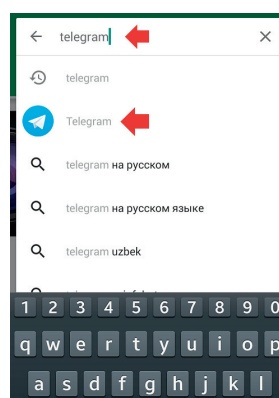 telegram
telegram
Telegram
telegram на русском
telegram на русском языке
telegram uzbek
1 2 3 4 5 6 7 8 9 0
q w e r t y u i o p
a s d f g h j k l